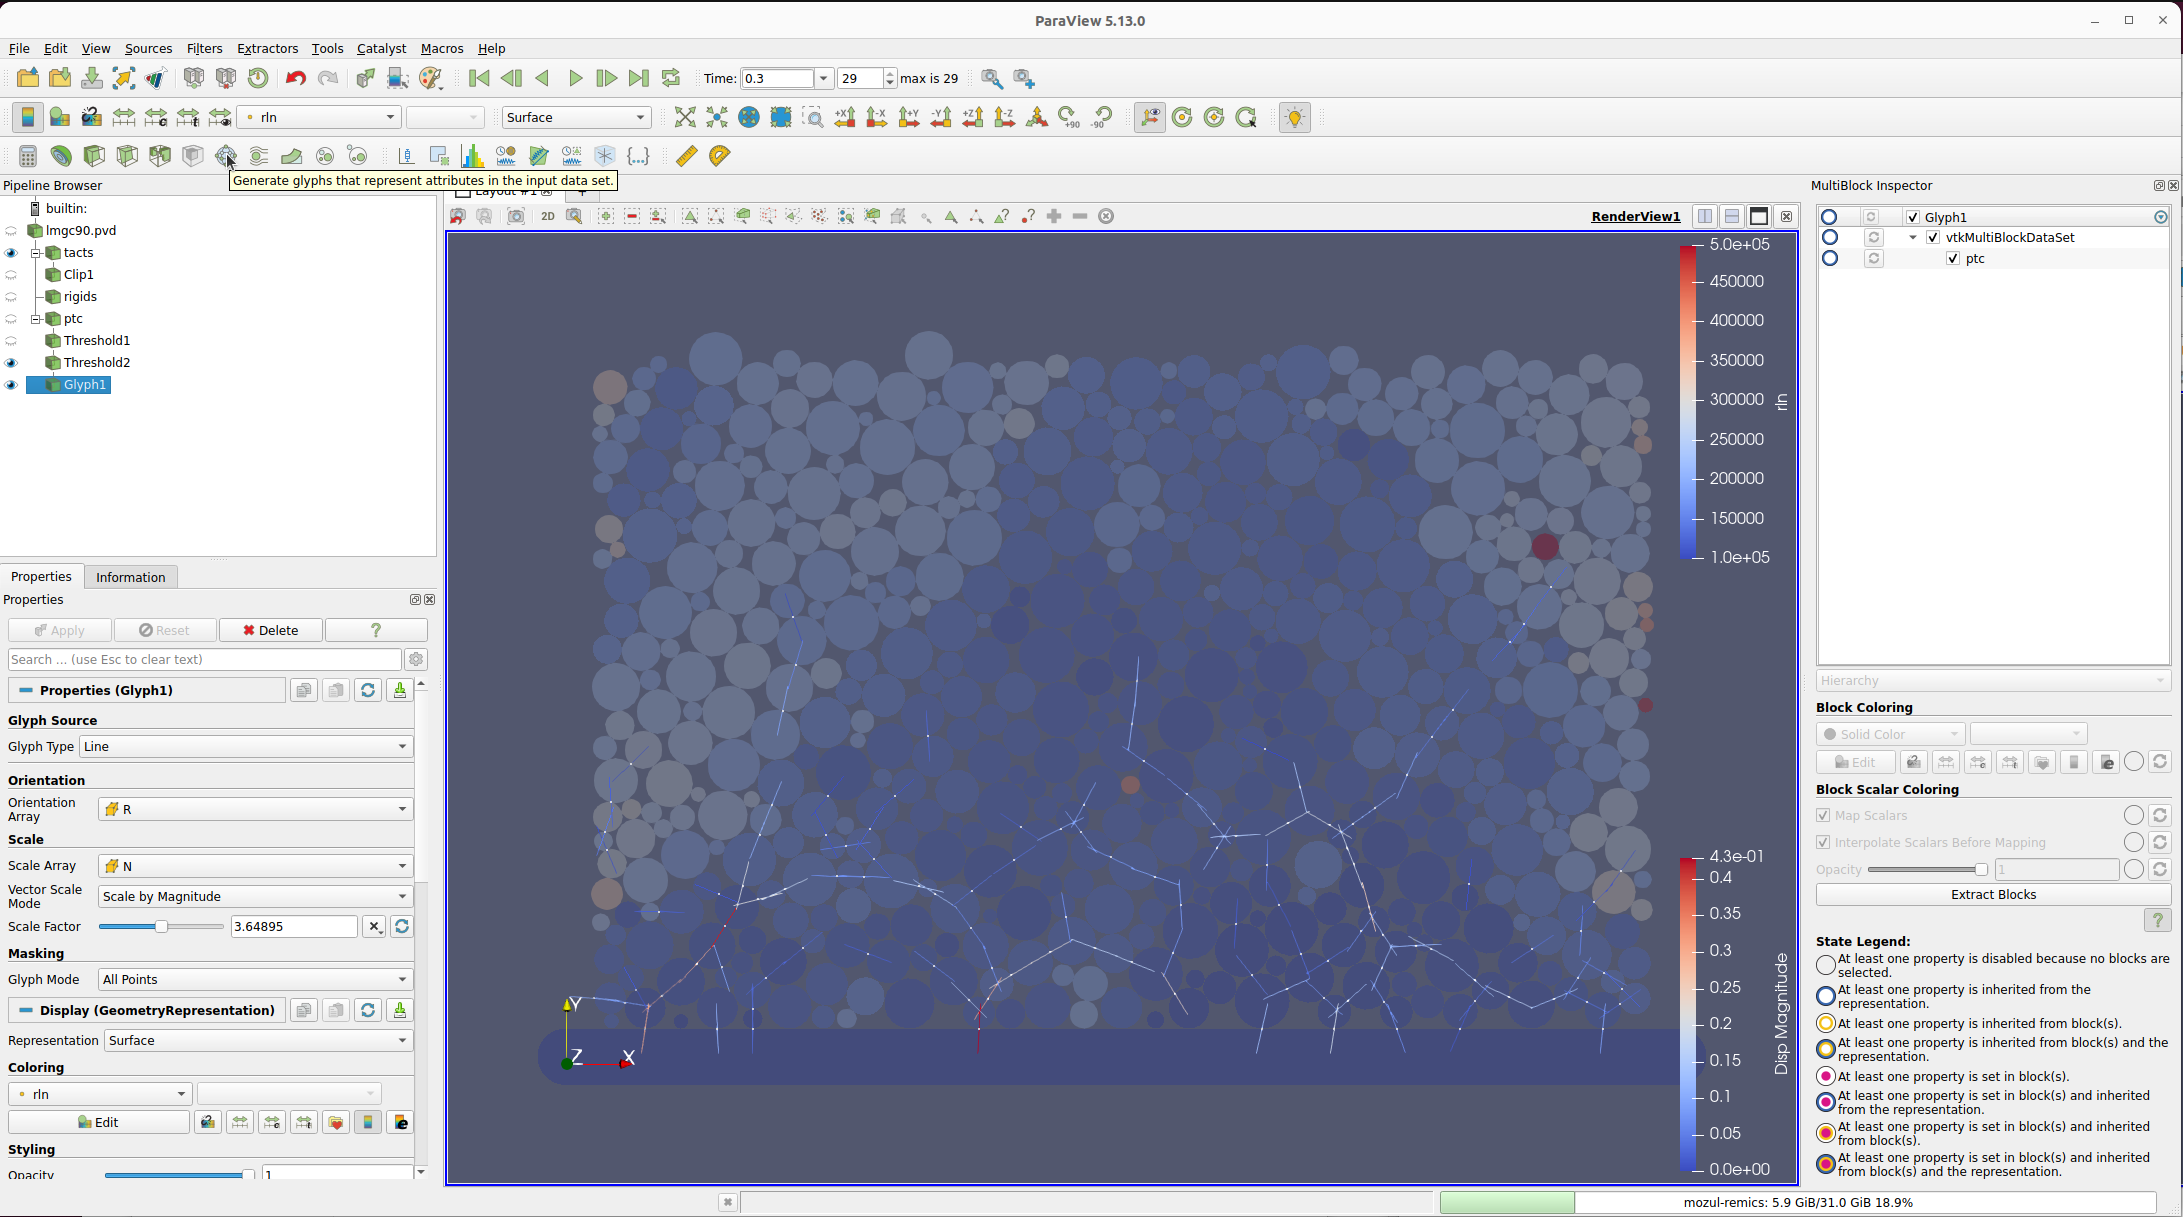 ParaView 5.13.0
File Edit View Sources Filters Extractors Tools Catalyst Macros Help
Time: 0.3 29 max is 29
rln Surface +X -X +Y -Y +Z -Z +90 -90
Generate glyphs that represent attributes in the input data set.
Pipeline Browser
builtin:
lmgc90.pvd
tacts
Clip1
rigids
ptc
Threshold1
Threshold2
Glyph1
Properties Information
Properties
Apply Reset Delete ?
Search ... (use Esc to clear text)
Properties (Glyph1)
Glyph Source
Glyph Type Line
Orientation
Orientation Array R
Scale
Scale Array N
Vector Scale Mode Scale by Magnitude
Scale Factor 3.64895
Masking
Glyph Mode All Points
Display (GeometryRepresentation)
Representation Surface
Coloring
rln
Edit
Styling
Opacity 1
Layout #1 +
2D RenderView1
5.0e+05
450000
400000
350000
300000
250000
200000
150000
1.0e+05
rln
4.3e-01
0.4
0.35
0.3
0.25
0.2
0.15
0.1
0.05
0.0e+00
Disp Magnitude
Y
Z X
MultiBlock Inspector
Glyph1
vtkMultiBlockDataSet
ptc
Hierarchy
Block Coloring
Solid Color
Edit
Block Scalar Coloring
Map Scalars
Interpolate Scalars Before Mapping
Opacity 1
Extract Blocks
?
State Legend:
At least one property is disabled because no blocks are
selected.
At least one property is inherited from the
representation.
At least one property is inherited from block(s).
At least one property is inherited from block(s) and the
representation.
At least one property is set in block(s).
At least one property is set in block(s) and inherited
from the representation.
At least one property is set in block(s) and inherited
from block(s).
At least one property is set in block(s) and inherited
from block(s) and the representation.
mozul-remics: 5.9 GiB/31.0 GiB 18.9%